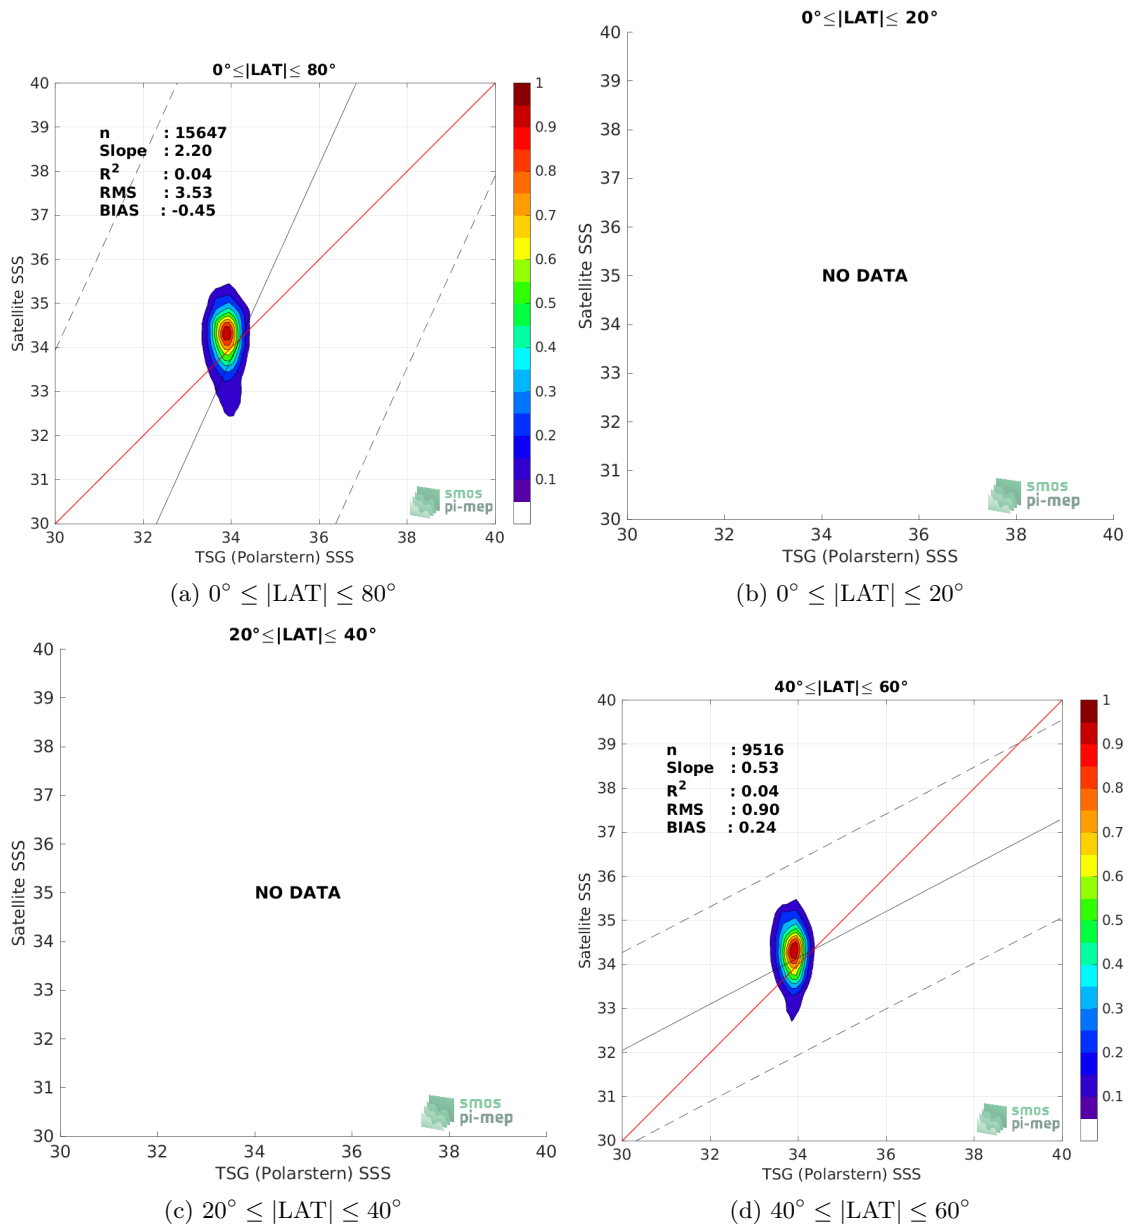 0°≤|LAT|≤ 80°
40
39
38
37
36
35
34
33
32
31
30
Satellite SSS
n : 15647
Slope : 2.20
R² : 0.04
RMS : 3.53
BIAS : -0.45
smos
pi-mep
30 32 34 36 38 40
TSG (Polarstern) SSS
1
0.9
0.8
0.7
0.6
0.5
0.4
0.3
0.2
0.1
(a) 0° ≤ |LAT| ≤ 80°
0°≤|LAT|≤ 20°
40
39
38
37
36
35
34
33
32
31
30
Satellite SSS
NO DATA
smos
pi-mep
30 32 34 36 38 40
TSG (Polarstern) SSS
(b) 0° ≤ |LAT| ≤ 20°
20°≤|LAT|≤ 40°
40
39
38
37
36
35
34
33
32
31
30
Satellite SSS
NO DATA
smos
pi-mep
30 32 34 36 38 40
TSG (Polarstern) SSS
(c) 20° ≤ |LAT| ≤ 40°
40°≤|LAT|≤ 60°
40
39
38
37
36
35
34
33
32
31
30
Satellite SSS
n : 9516
Slope : 0.53
R² : 0.04
RMS : 0.90
BIAS : 0.24
smos
pi-mep
30 32 34 36 38 40
TSG (Polarstern) SSS
1
0.9
0.8
0.7
0.6
0.5
0.4
0.3
0.2
0.1
(d) 40° ≤ |LAT| ≤ 60°